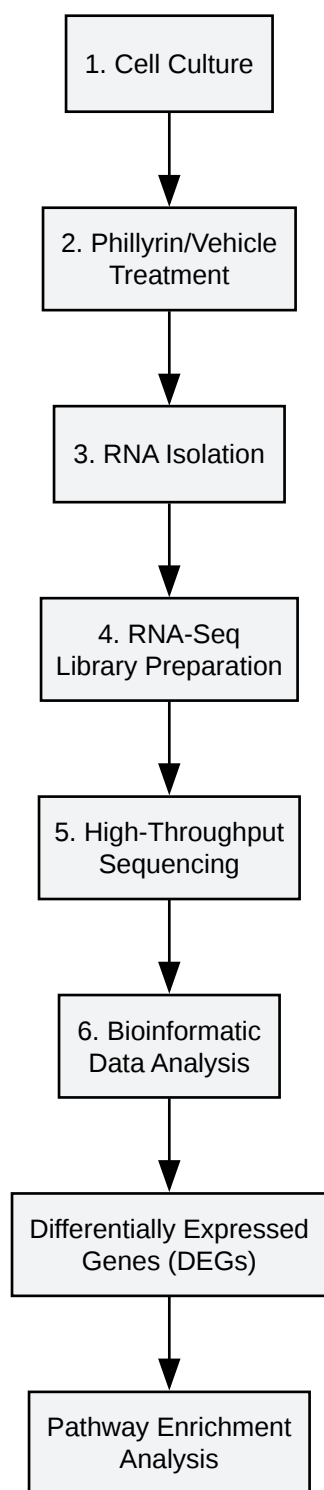 1. Cell Culture
2. Phillyrin/Vehicle
Treatment
3. RNA Isolation
4. RNA-Seq
Library Preparation
5. High-Throughput
Sequencing
6. Bioinformatic
Data Analysis
Differentially Expressed
Genes (DEGs)
Pathway Enrichment
Analysis